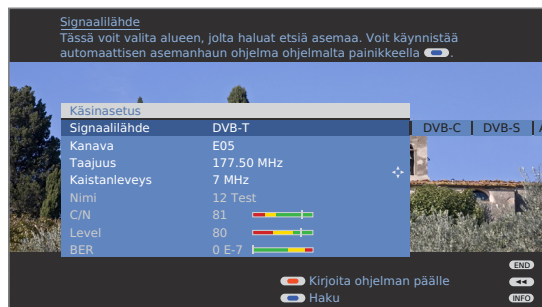 Signaalilähde
Tässä voit valita alueen, jolta haluat etsiä asemaa. Voit käynnistää
automaattisen asemanhaun ohjelma ohjelmalta painikkeella .
Käsinasetus
Signaalilähde DVB-T DVB-C DVB-S A
Kanava E05
Taajuus 177.50 MHz
Kaistanleveys 7 MHz
Nimi 12 Test
C/N 81
Level 80
BER 0 E-7
END
Kirjoita ohjelman päälle
Haku INFO